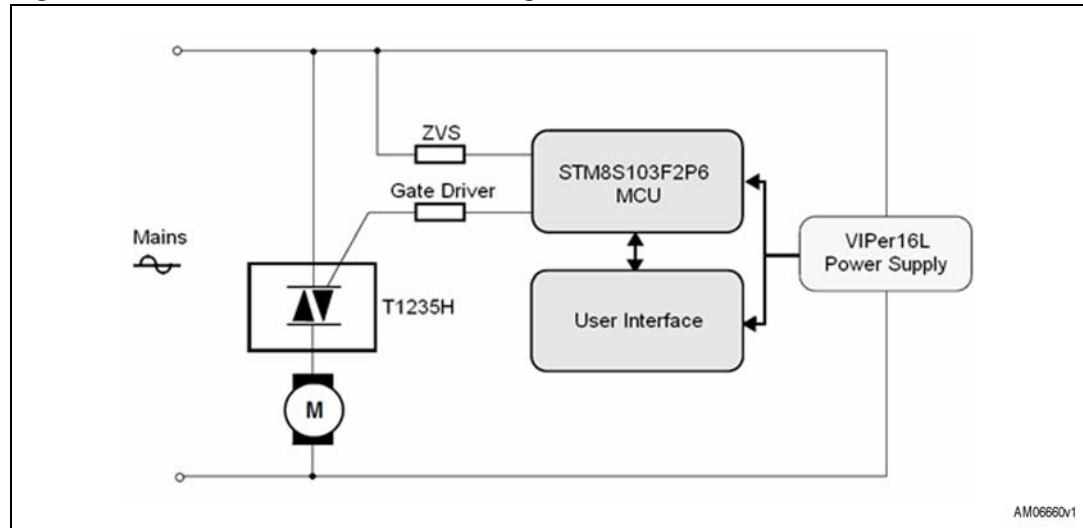 ZVS
STM8S103F2P6
MCU
Gate Driver
Mains
VIPer16L
Power Supply
T1235H
User Interface
M
AM06660v1